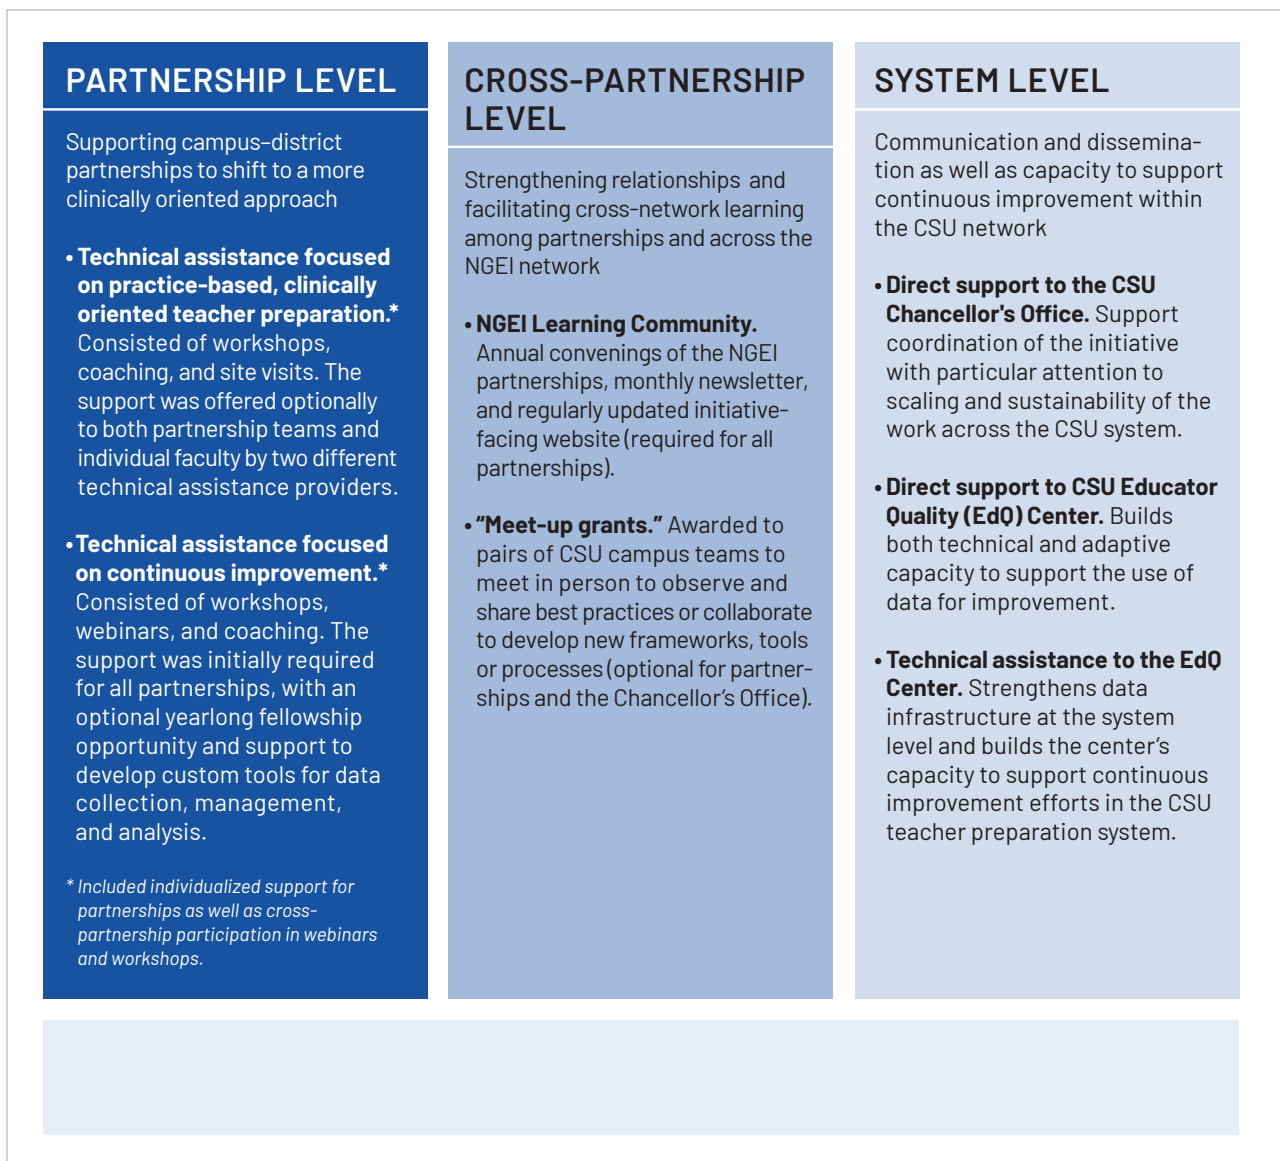 PARTNERSHIP LEVEL
Supporting campus–district
partnerships to shift to a more
clinically oriented approach
• Technical assistance focused
on practice-based, clinically
oriented teacher preparation.*
Consisted of workshops,
coaching, and site visits. The
support was offered optionally
to both partnership teams and
individual faculty by two different
technical assistance providers.
• Technical assistance focused
on continuous improvement.*
Consisted of workshops,
webinars, and coaching. The
support was initially required
for all partnerships, with an
optional yearlong fellowship
opportunity and support to
develop custom tools for data
collection, management,
and analysis.
* Included individualized support for
partnerships as well as cross-
partnership participation in webinars
and workshops.
CROSS-PARTNERSHIP
LEVEL
Strengthening relationships and
facilitating cross-network learning
among partnerships and across the
NGEI network
• NGEI Learning Community.
Annual convenings of the NGEI
partnerships, monthly newsletter,
and regularly updated initiative-
facing website (required for all
partnerships).
• “Meet-up grants.” Awarded to
pairs of CSU campus teams to
meet in person to observe and
share best practices or collaborate
to develop new frameworks, tools
or processes (optional for partner-
ships and the Chancellor’s Office).
SYSTEM LEVEL
Communication and dissemina-
tion as well as capacity to support
continuous improvement within
the CSU network
• Direct support to the CSU
Chancellor's Office. Support
coordination of the initiative
with particular attention to
scaling and sustainability of the
work across the CSU system.
• Direct support to CSU Educator
Quality (EdQ) Center. Builds
both technical and adaptive
capacity to support the use of
data for improvement.
• Technical assistance to the EdQ
Center. Strengthens data
infrastructure at the system
level and builds the center’s
capacity to support continuous
improvement efforts in the CSU
teacher preparation system.